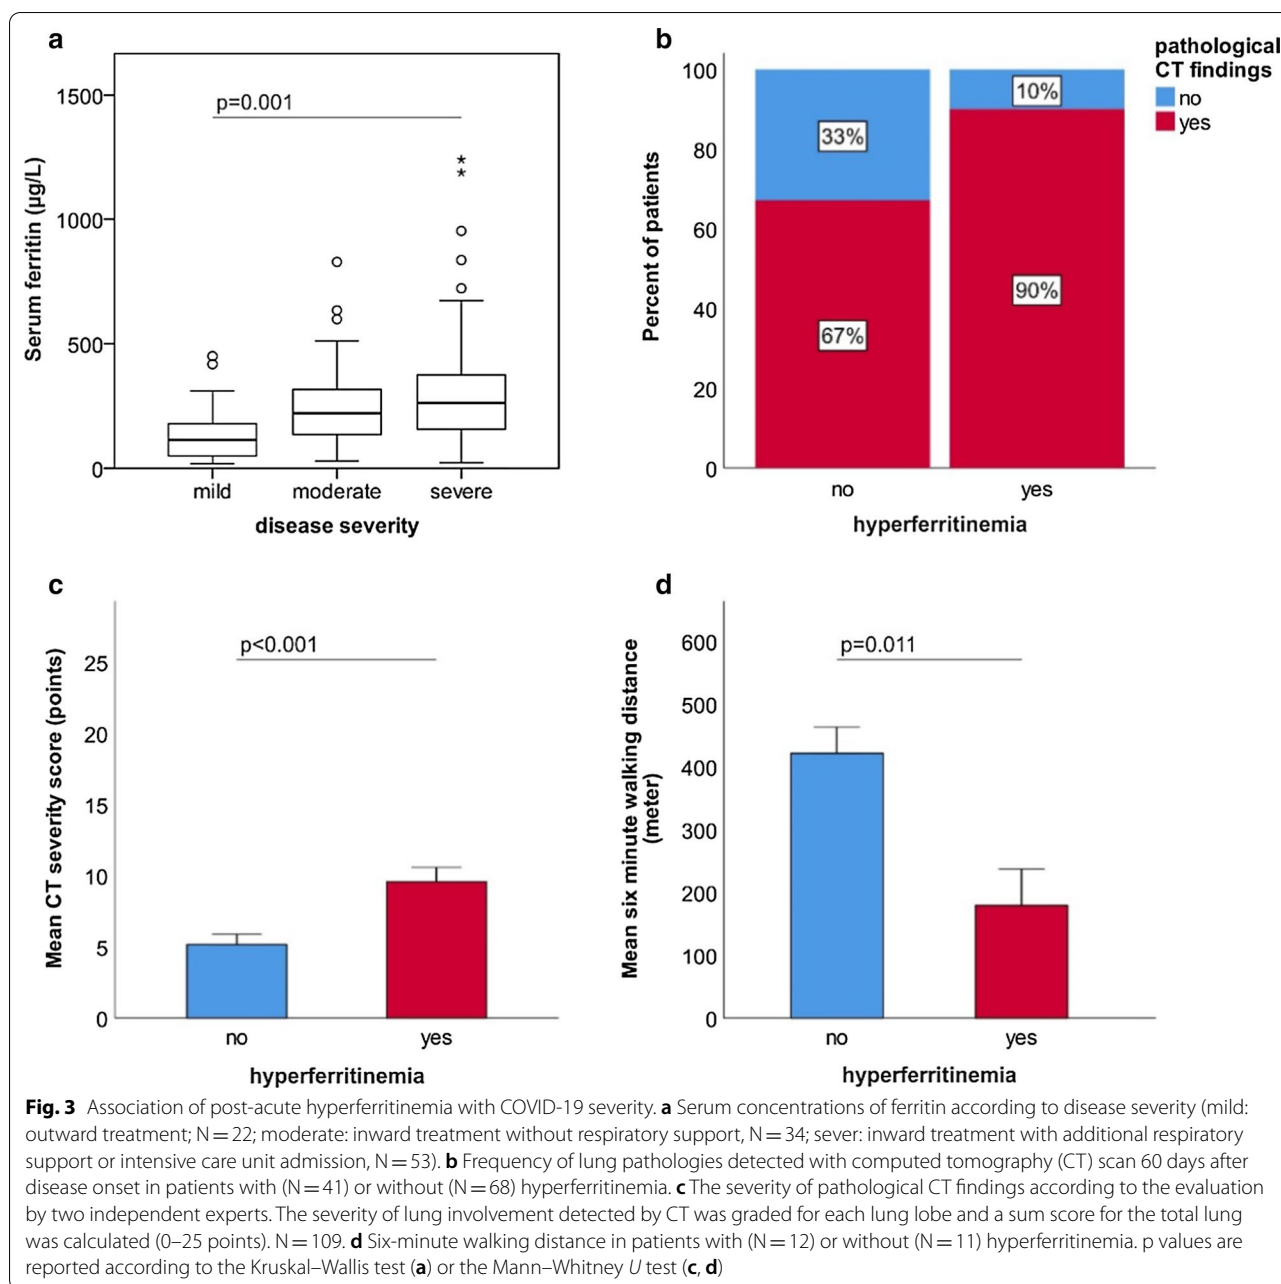 a
1500
p=0.001
*
*
1000
500
0
Serum ferritin (µg/L)
mild moderate severe
disease severity
b
pathological
CT findings
no
yes
100
80
60
40
20
0
Percent of patients
33%
10%
67%
90%
no yes
hyperferritinemia
c
p<0.001
25
20
15
10
5
0
Mean CT severity score (points)
no yes
hyperferritinemia
d
p=0.011
600
500
400
300
200
100
0
Mean six minute walking distance
(meter)
no yes
hyperferritinemia
Fig. 3 Association of post-acute hyperferritinemia with COVID-19 severity. a Serum concentrations of ferritin according to disease severity (mild:
outward treatment; N = 22; moderate: inward treatment without respiratory support, N = 34; sever: inward treatment with additional respiratory
support or intensive care unit admission, N = 53). b Frequency of lung pathologies detected with computed tomography (CT) scan 60 days after
disease onset in patients with (N = 41) or without (N = 68) hyperferritinemia. c The severity of pathological CT findings according to the evaluation
by two independent experts. The severity of lung involvement detected by CT was graded for each lung lobe and a sum score for the total lung
was calculated (0–25 points). N = 109. d Six-minute walking distance in patients with (N = 12) or without (N = 11) hyperferritinemia. p values are
reported according to the Kruskal–Wallis test (a) or the Mann–Whitney U test (c, d)